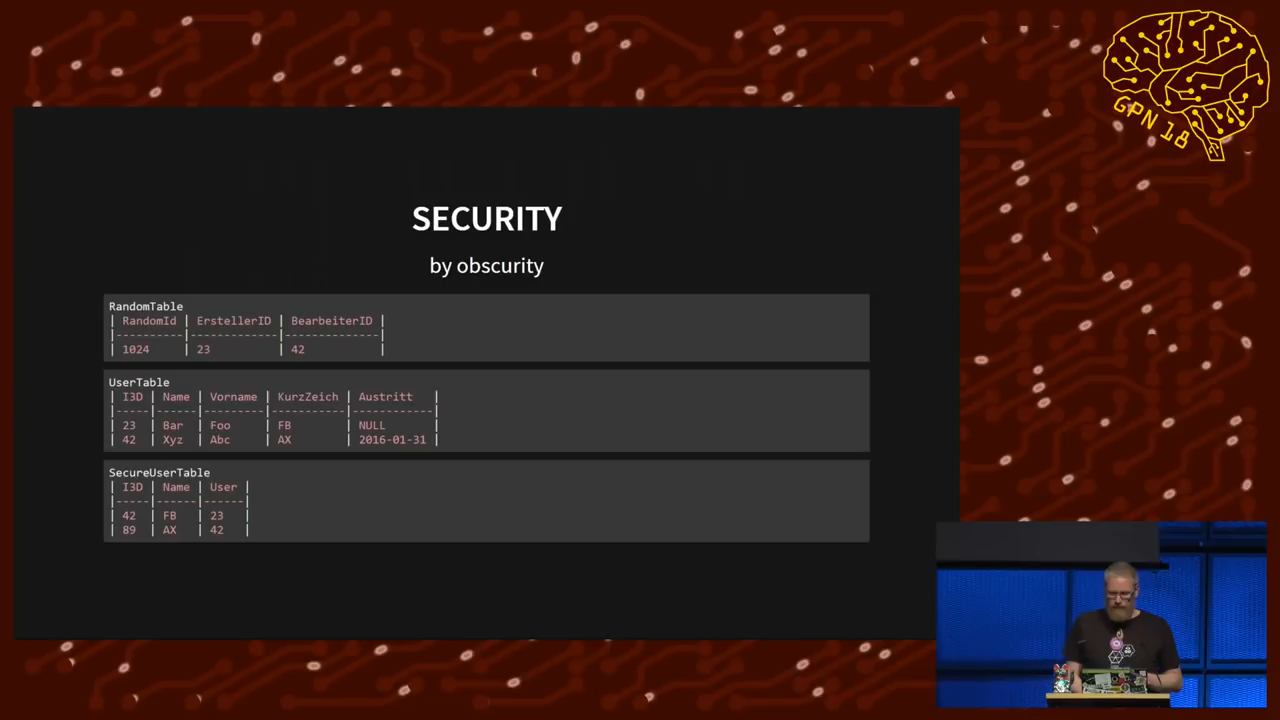 GPN 18
SECURITY
by obscurity
RandomTable
| RandomId | ErstellerID | BearbeiterID |
|----------|-------------|--------------|
| 1024 | 23 | 42 |
UserTable
| I3D | Name | Vorname | KurzZeich | Austritt |
|-----|------|---------|-----------|------------|
| 23 | Bar | Foo | FB | NULL |
| 42 | Xyz | Abc | AX | 2016-01-31 |
SecureUserTable
| I3D | Name | User |
|-----|------|------|
| 42 | FB | 23 |
| 89 | AX | 42 |